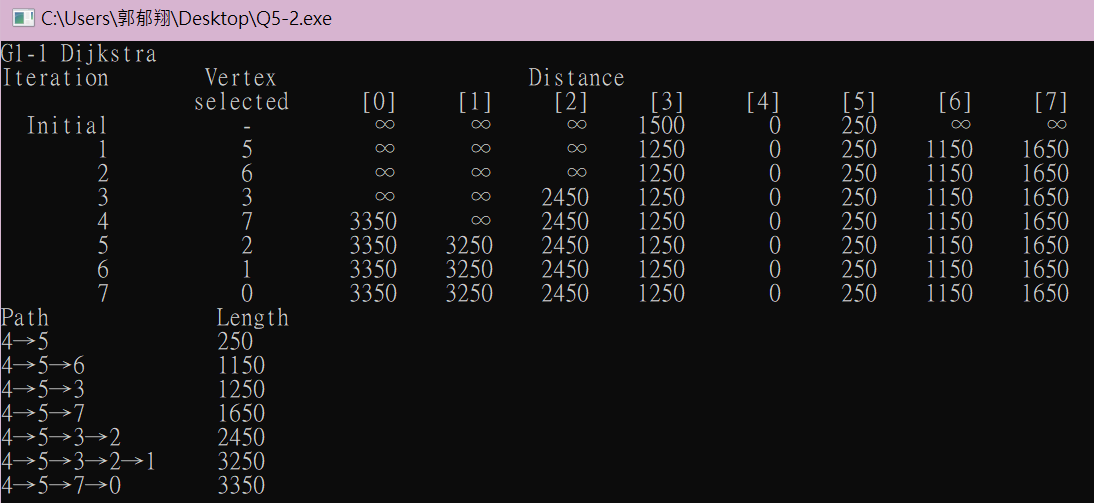 C:\Users\郭郁翔\Desktop\Q5-2.exe
G1-1 Dijkstra
Iteration Vertex Distance
selected [0] [1] [2] [3] [4] [5] [6] [7]
Initial - ∞ ∞ ∞ 1500 0 250 ∞ ∞
1 5 ∞ ∞ ∞ 1250 0 250 1150 1650
2 6 ∞ ∞ ∞ 1250 0 250 1150 1650
3 3 ∞ ∞ 2450 1250 0 250 1150 1650
4 7 3350 ∞ 2450 1250 0 250 1150 1650
5 2 3350 3250 2450 1250 0 250 1150 1650
6 1 3350 3250 2450 1250 0 250 1150 1650
7 0 3350 3250 2450 1250 0 250 1150 1650
Path Length
4→5 250
4→5→6 1150
4→5→3 1250
4→5→7 1650
4→5→3→2 2450
4→5→3→2→1 3250
4→5→7→0 3350